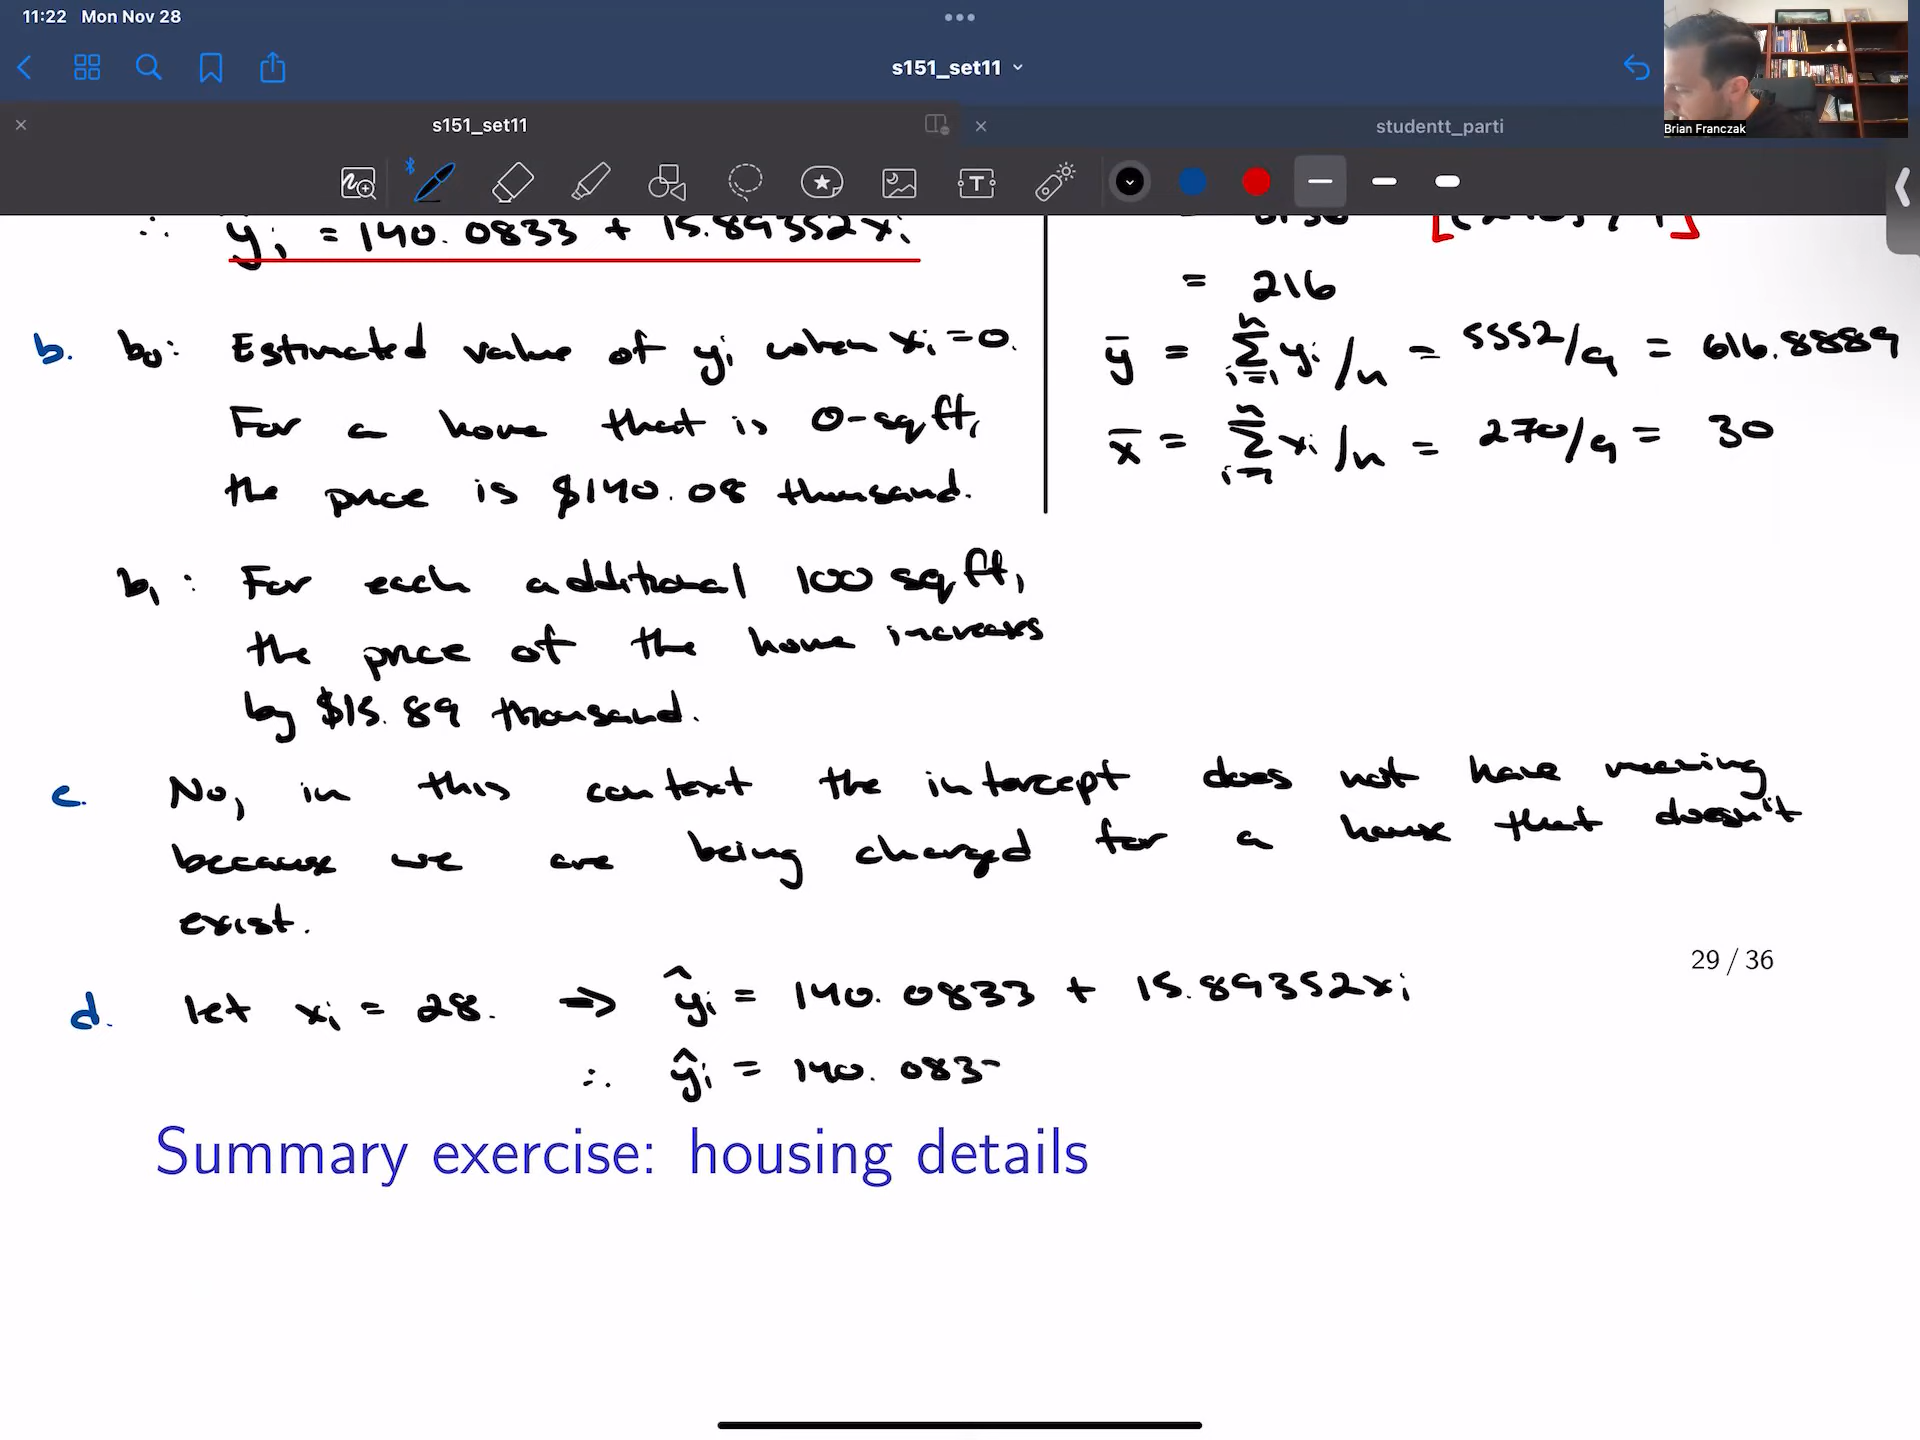 11:22 Mon Nov 28
s151_set11
Brian Franczak
s151_set11
studentt_parti
∴ ŷi = 140.0833 + 15.89352xi
b. b0: Estimated value of yi when xi=0.
For a home that is 0-sqft,
the price is $140.08 thousand.
b1: For each additional 100 sqft,
the price of the home increases
by $15.89 thousand.
= 216
ȳ = Σ yi/n = 5552/9 = 616.8889
i=1 n
x̄ = Σ xi/n = 270/9 = 30
i=1 n
c. No, in this context the intercept does not have meaning
because we are being charged for a house that doesn't
exist.
29 / 36
d. let xi = 28. → ŷi = 140.0833 + 15.89352xi
∴ ŷi = 140.083
Summary exercise: housing details